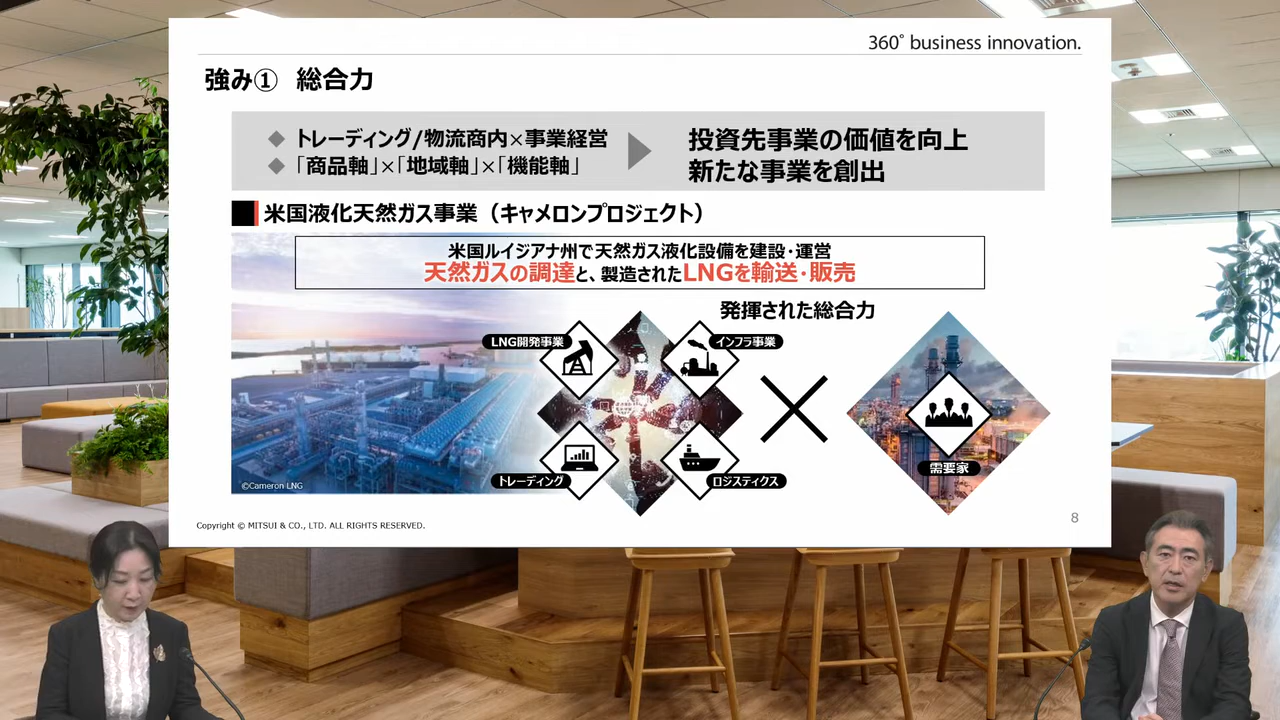 360° business innovation.
強み① 総合力
◆ トレーディング/物流商内×事業経営
◆ 「商品軸」×「地域軸」×「機能軸」
投資先事業の価値を向上
新たな事業を創出
米国液化天然ガス事業（キャメロンプロジェクト）
米国ルイジアナ州で天然ガス液化設備を建設・運営
天然ガスの調達と、製造されたLNGを輸送・販売
発揮された総合力
LNG開発事業
インフラ事業
トレーディング
ロジスティクス
需要家
©Cameron LNG
Copyright © MITSUI & CO., LTD. ALL RIGHTS RESERVED.
8